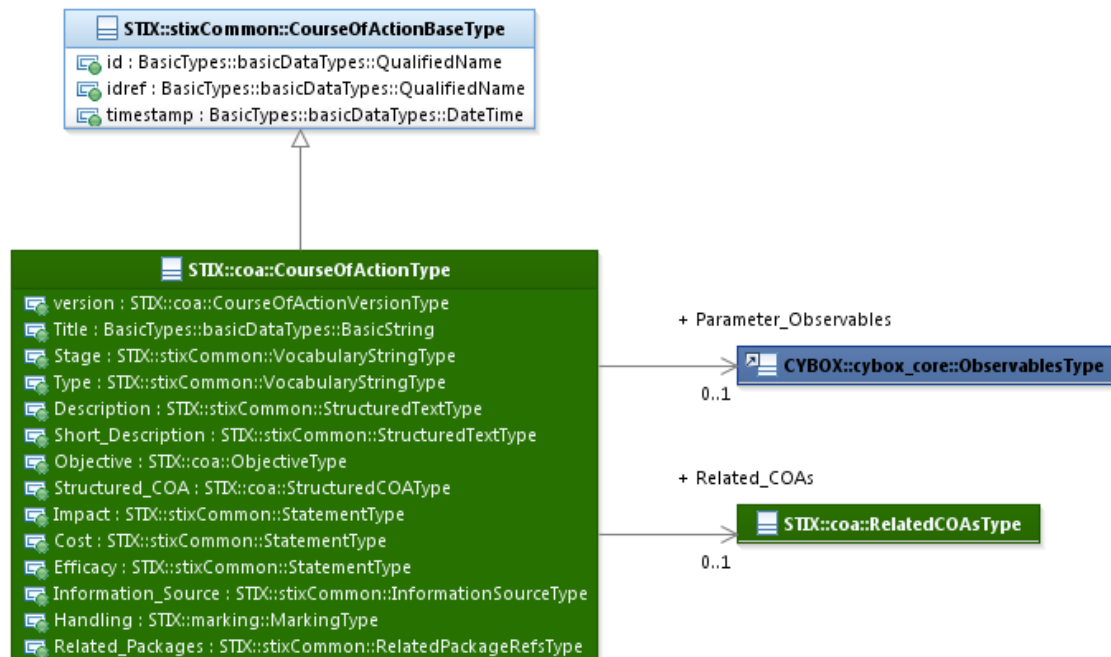 STIX::stixCommon::CourseOfActionBaseType
id : BasicTypes::basicDataTypes::QualifiedName
idref : BasicTypes::basicDataTypes::QualifiedName
timestamp : BasicTypes::basicDataTypes::DateTime
STIX::coa::CourseOfActionType
version : STIX::coa::CourseOfActionVersionType
Title : BasicTypes::basicDataTypes::BasicString
Stage : STIX::stixCommon::VocabularyStringType
Type : STIX::stixCommon::VocabularyStringType
Description : STIX::stixCommon::StructuredTextType
Short_Description : STIX::stixCommon::StructuredTextType
Objective : STIX::coa::ObjectiveType
Structured_COA : STIX::coa::StructuredCOAType
Impact : STIX::stixCommon::StatementType
Cost : STIX::stixCommon::StatementType
Efficacy : STIX::stixCommon::StatementType
Information_Source : STIX::stixCommon::InformationSourceType
Handling : STIX::marking::MarkingType
Related_Packages : STIX::stixCommon::RelatedPackageRefsType
+ Parameter_Observables
CYBOX::cybox_core::ObservablesType
0..1
+ Related_COAs
STIX::coa::RelatedCOAsType
0..1